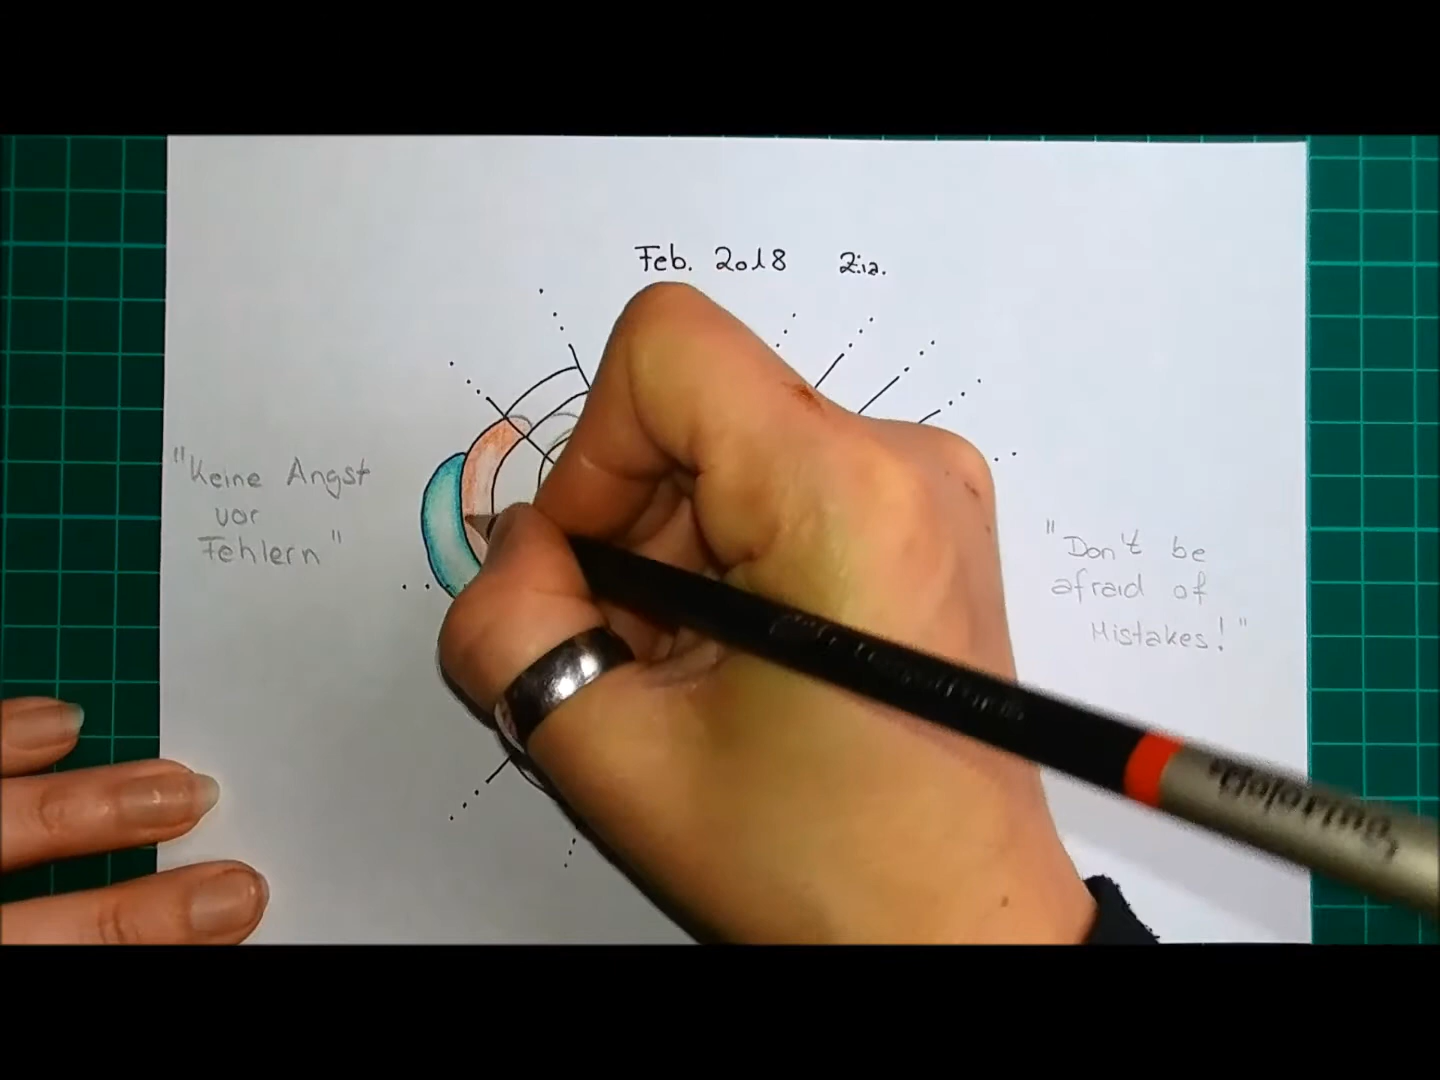 Feb. 2018 Zia.
"Keine Angst
vor
Fehlern"
"Don't be
afraid of
Mistakes!"